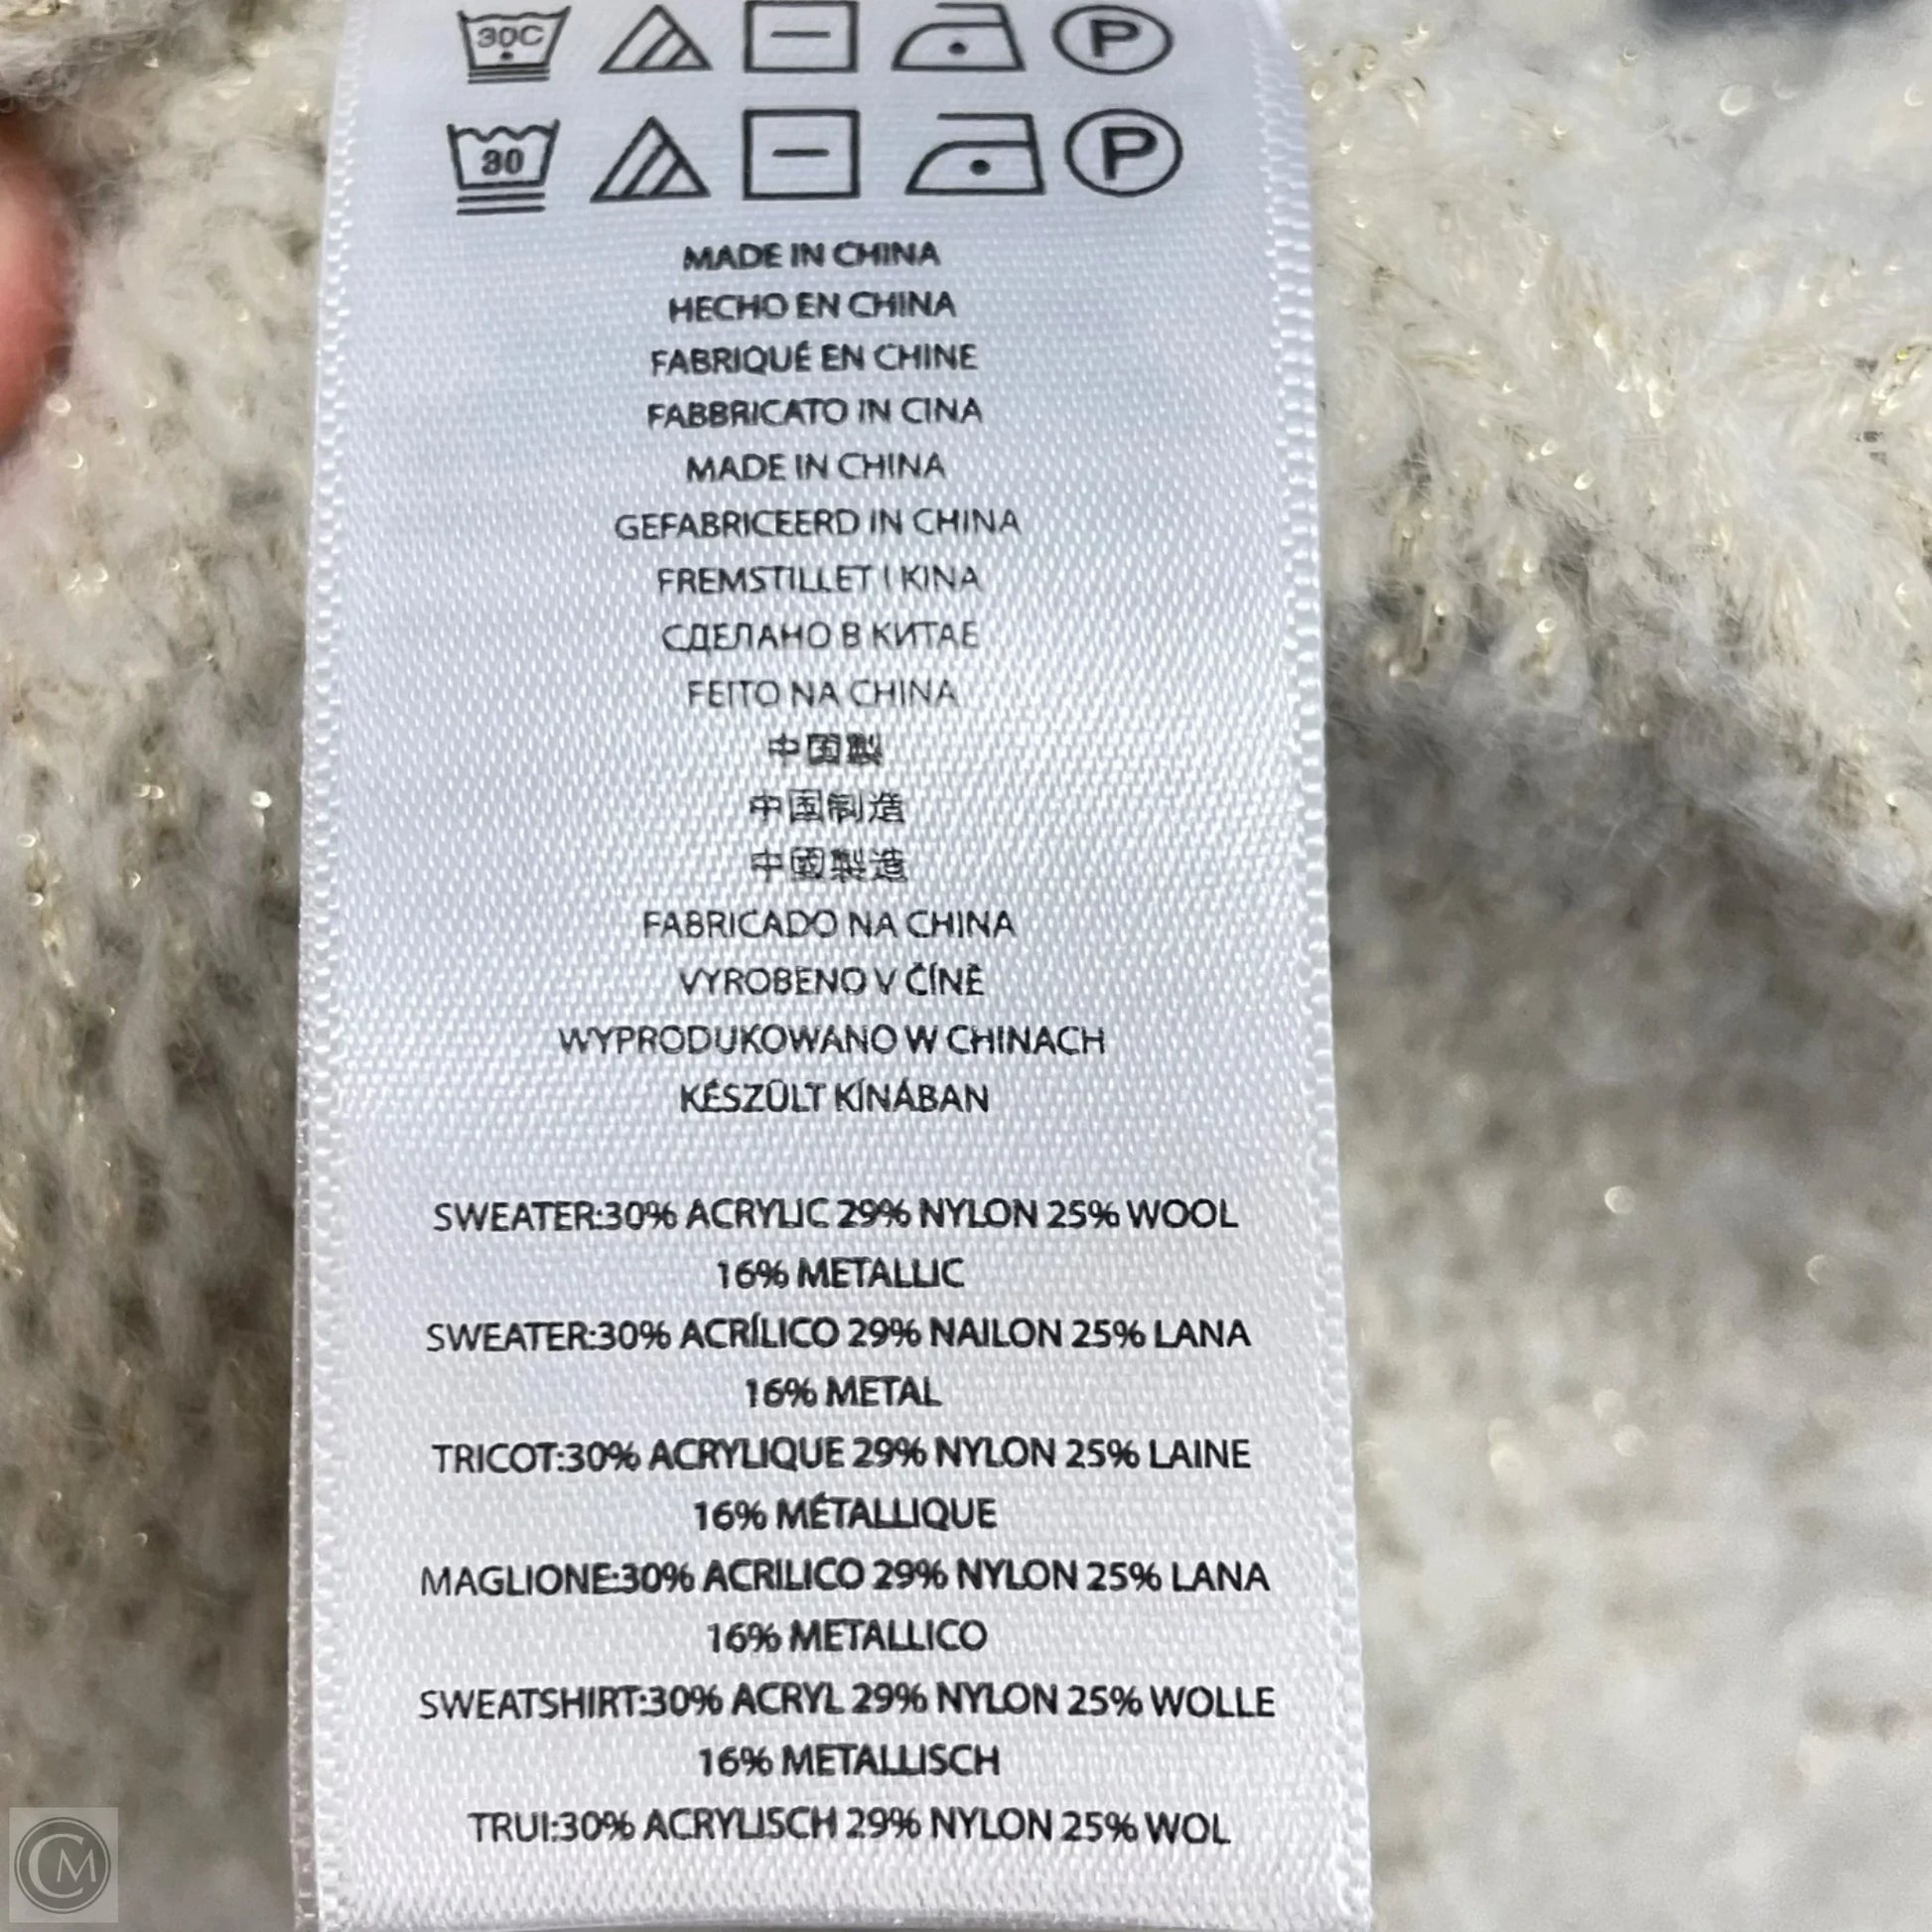 30C
P
30
P
MADE IN CHINA
HECHO EN CHINA
FABRIQUÉ EN CHINE
FABBRICATO IN CINA
MADE IN CHINA
GEFABRICEERD IN CHINA
FREMSTILLET I KINA
СДЕЛАНО В КИТАЕ
FEITO NA CHINA
中国製
中国制造
中國製造
FABRICADO NA CHINA
VYROBENO V ČÍNĚ
WYPRODUKOWANO W CHINACH
KÉSZÜLT KÍNÁBAN
SWEATER:30% ACRYLIC 29% NYLON 25% WOOL
16% METALLIC
SWEATER:30% ACRÍLICO 29% NAILON 25% LANA
16% METAL
TRICOT:30% ACRYLIQUE 29% NYLON 25% LAINE
16% MÉTALLIQUE
MAGLIONE:30% ACRILICO 29% NYLON 25% LANA
16% METALLICO
SWEATSHIRT:30% ACRYL 29% NYLON 25% WOLLE
16% METALLISCH
TRUI:30% ACRYLISCH 29% NYLON 25% WOL
CM